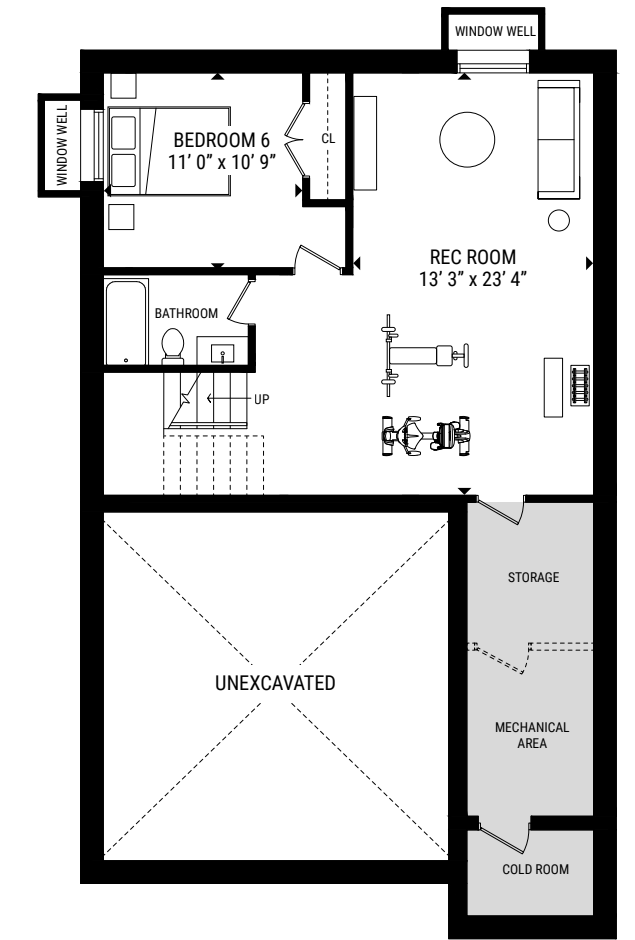 WINDOW WELL
WINDOW WELL
BEDROOM 6
11’ 0” x 10’ 9”
CL
REC ROOM
13’ 3” x 23’ 4”
BATHROOM
UP
STORAGE
UNEXCAVATED
MECHANICAL
AREA
COLD ROOM